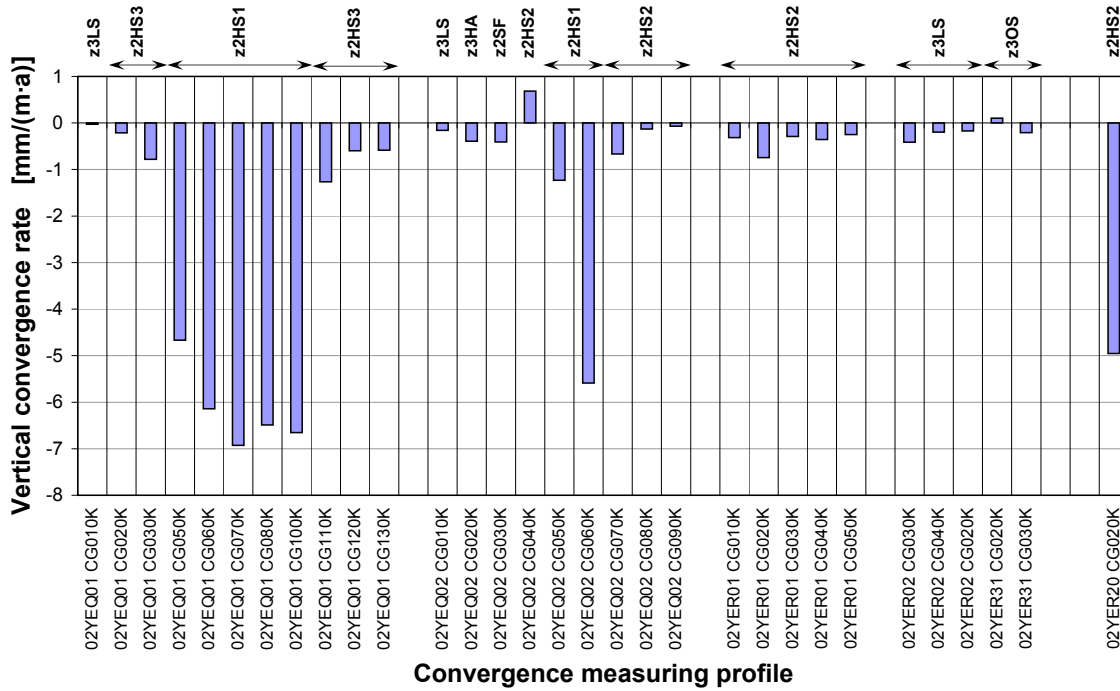 z3LS
z2HS3
z2HS1
z2HS3
z3LS
z3HA
z2SF
z2HS2
z2HS1
z2HS2
z2HS2
z3LS
z3OS
z2HS2
Vertical convergence rate [mm/(m·a)]
1
0
-1
-2
-3
-4
-5
-6
-7
-8
02YEQ01 CG010K
02YEQ01 CG020K
02YEQ01 CG030K
02YEQ01 CG050K
02YEQ01 CG060K
02YEQ01 CG070K
02YEQ01 CG080K
02YEQ01 CG100K
02YEQ01 CG110K
02YEQ01 CG120K
02YEQ01 CG130K
02YEQ02 CG010K
02YEQ02 CG020K
02YEQ02 CG030K
02YEQ02 CG040K
02YEQ02 CG050K
02YEQ02 CG060K
02YEQ02 CG070K
02YEQ02 CG080K
02YEQ02 CG090K
02YER01 CG010K
02YER01 CG020K
02YER01 CG030K
02YER01 CG040K
02YER01 CG050K
02YER02 CG030K
02YER02 CG040K
02YER02 CG020K
02YER31 CG020K
02YER31 CG030K
02YER20 CG020K
Convergence measuring profile